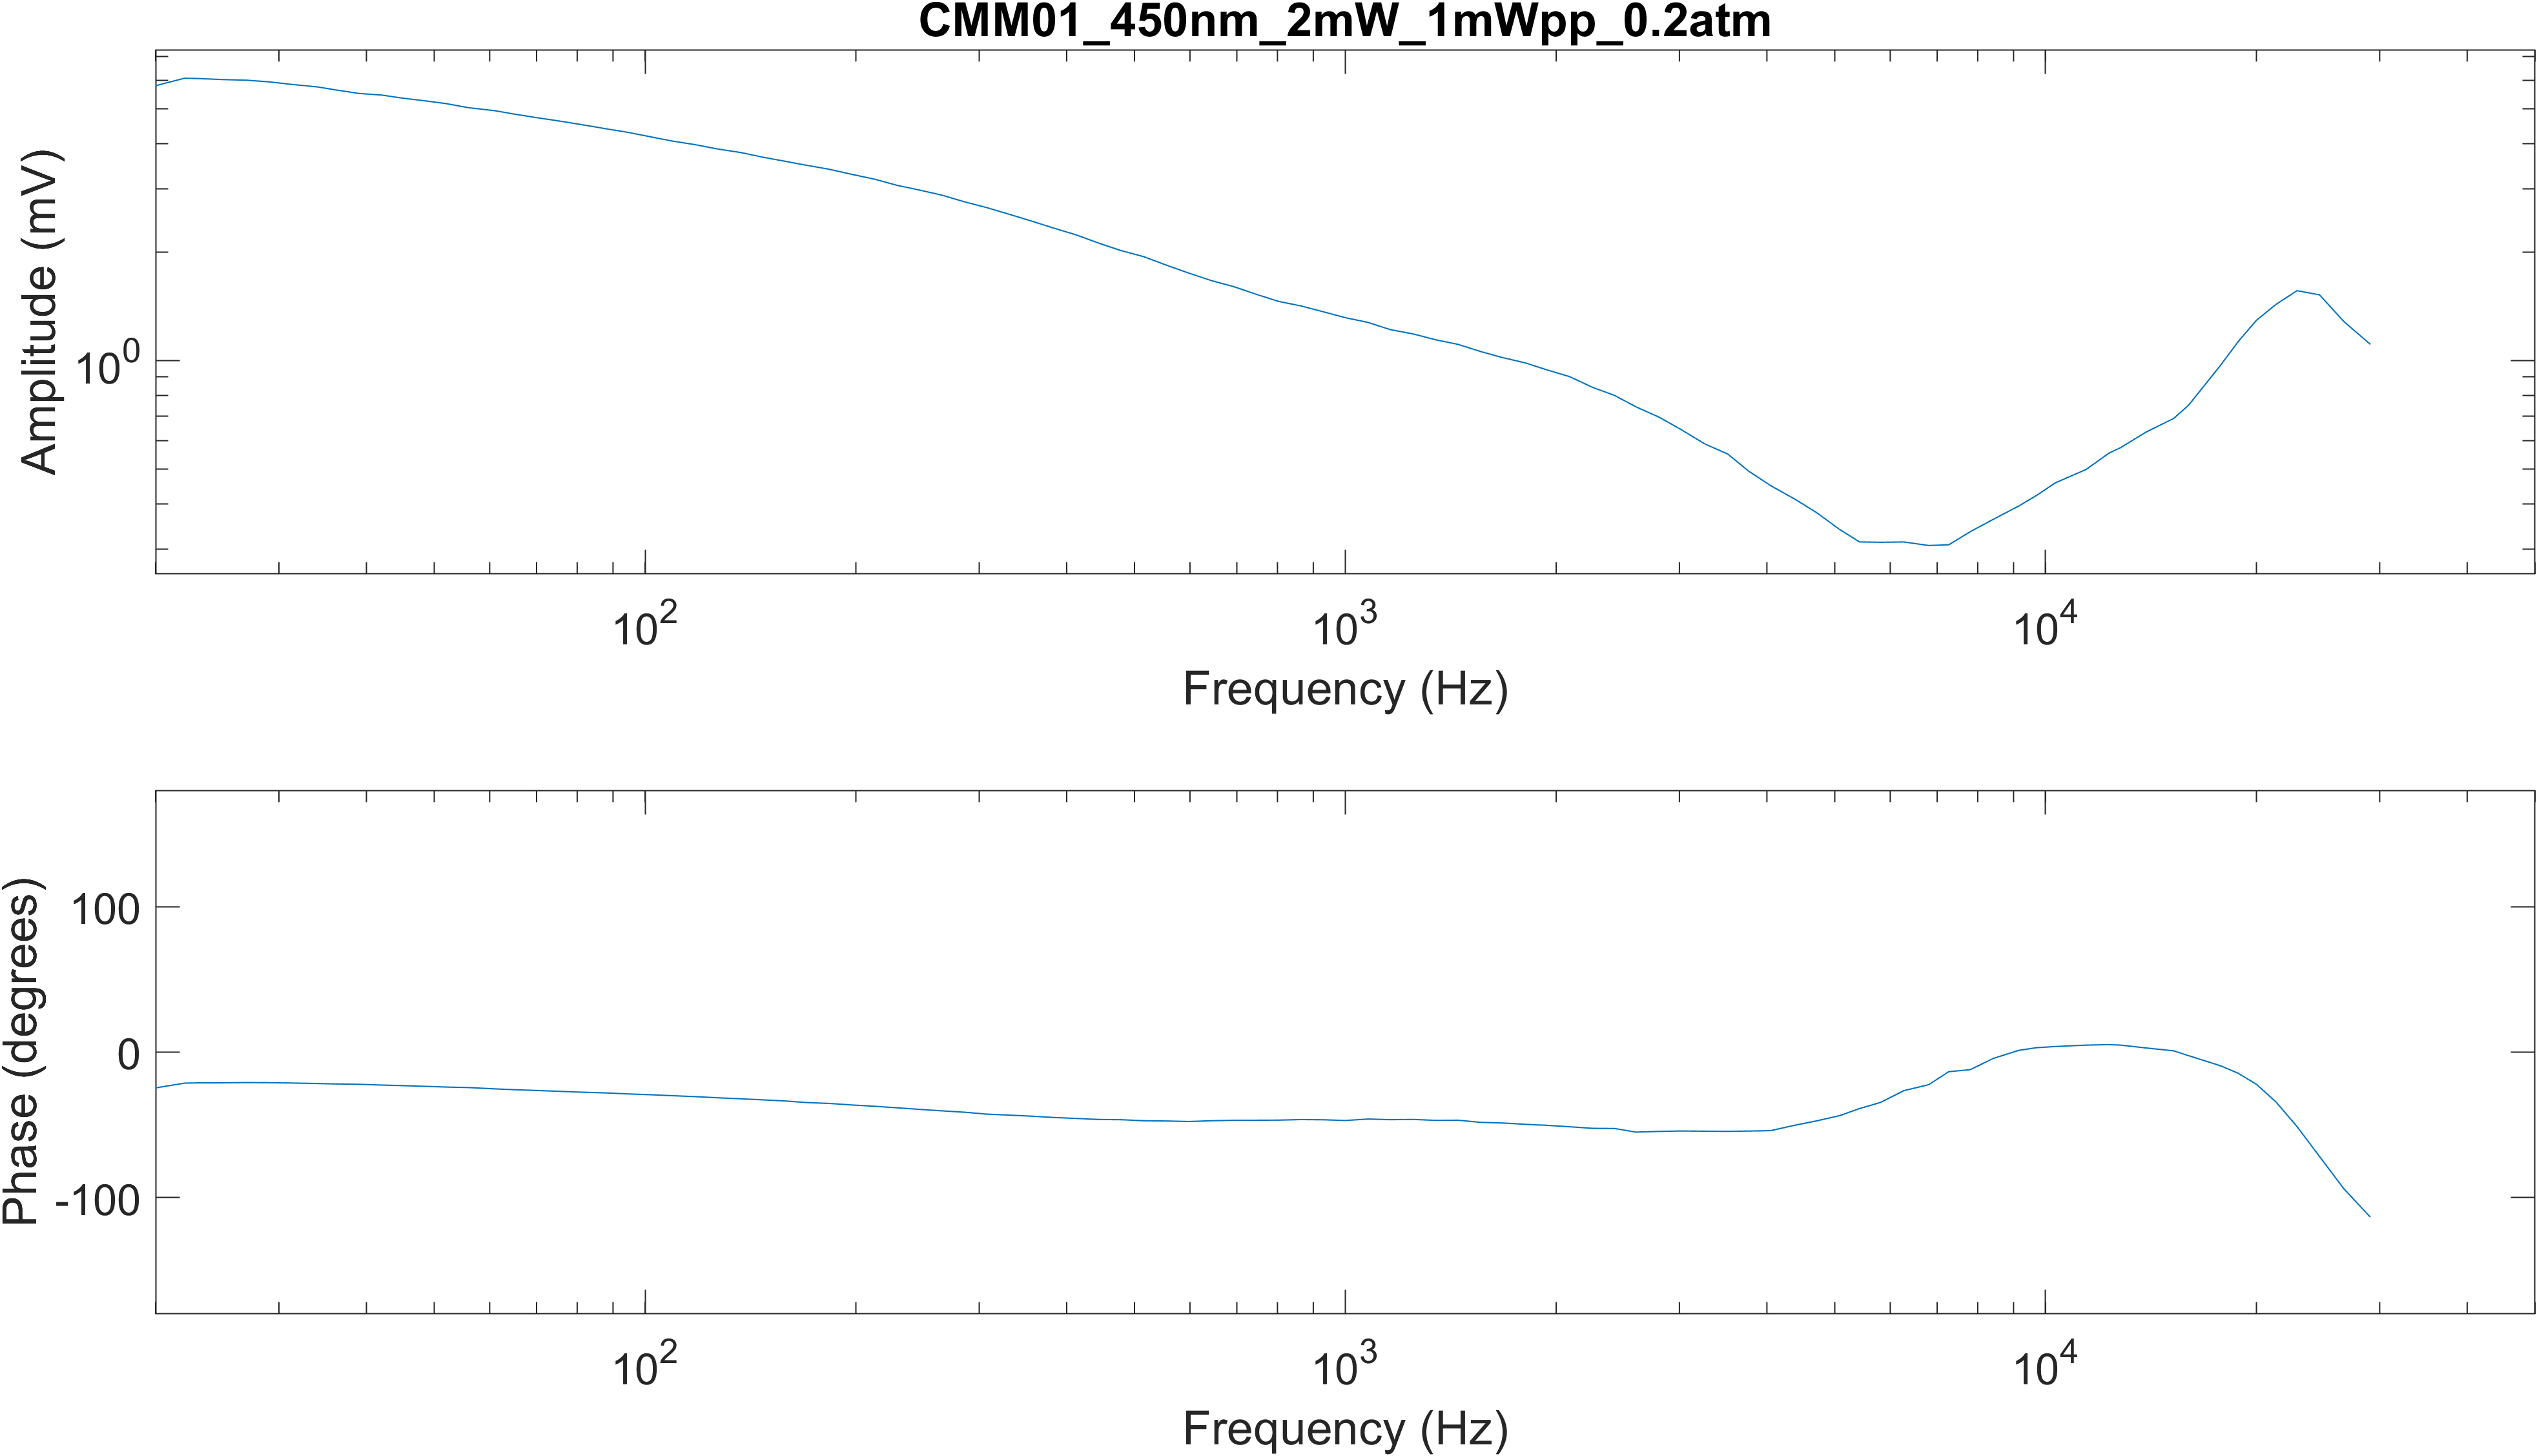 CMM01_450nm_2mW_1mWpp_0.2atm
Amplitude (mV)
10^0
10^2
10^3
10^4
Frequency (Hz)
Phase (degrees)
100
0
-100
10^2
10^3
10^4
Frequency (Hz)